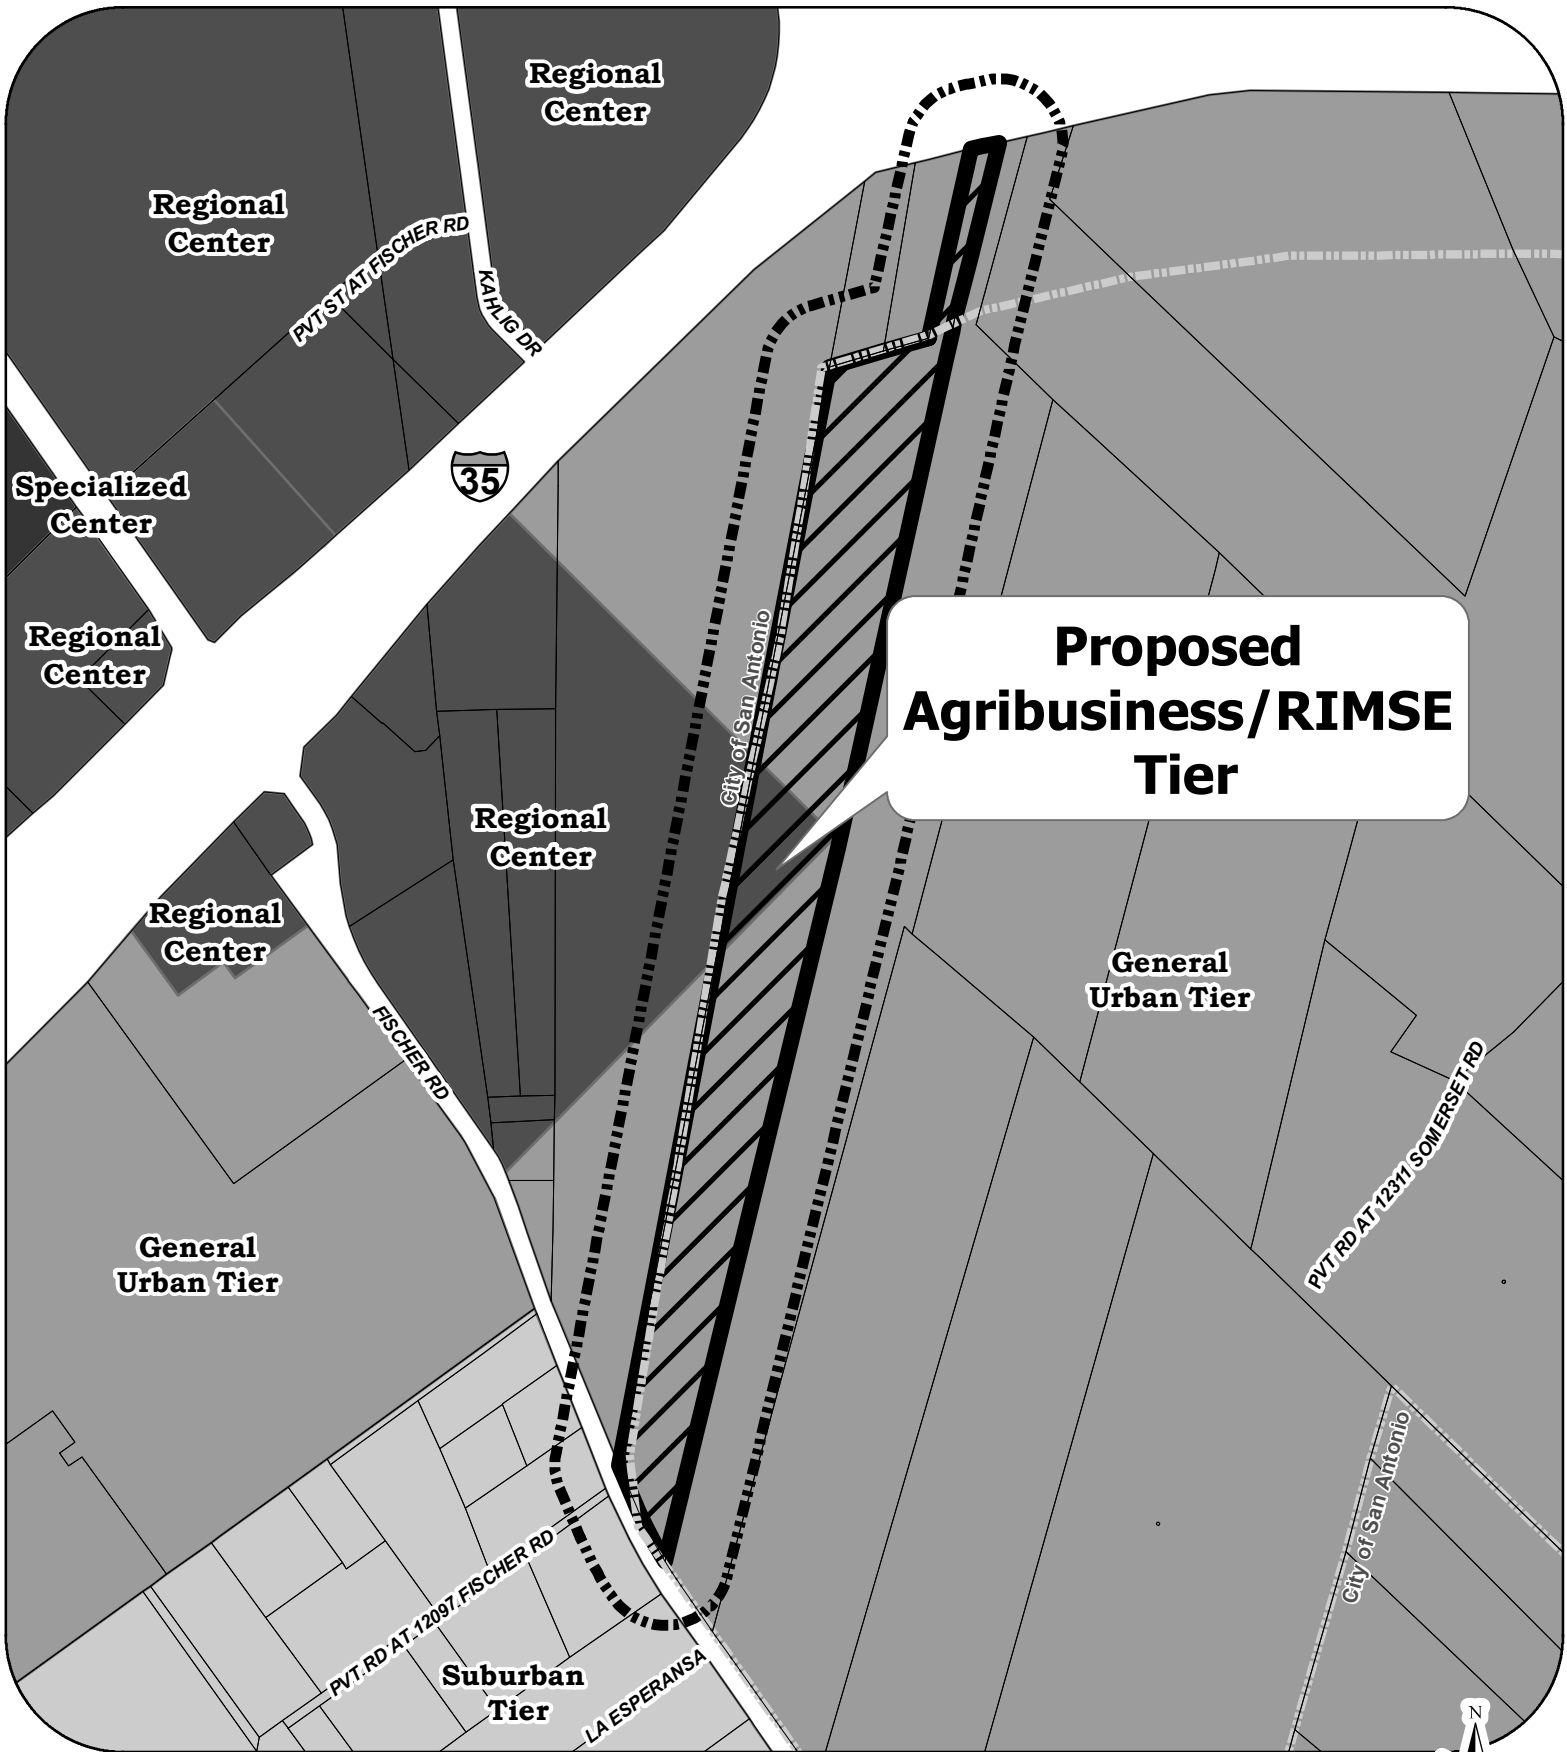 Regional
Center
Regional
Center
PVT ST AT FISCHER RD
KAHLIG DR
Specialized
Center
35
Regional
Center
City of San Antonio
Proposed
Agribusiness/RIMSE
Tier
Regional
Center
Regional
Center
General
Urban Tier
FISCHER RD
PVT RD AT 12311 SOMERSET RD
General
Urban Tier
City of San Antonio
PVT RD AT 12097 FISCHER RD
Suburban
Tier
LA ESPERANSA
N